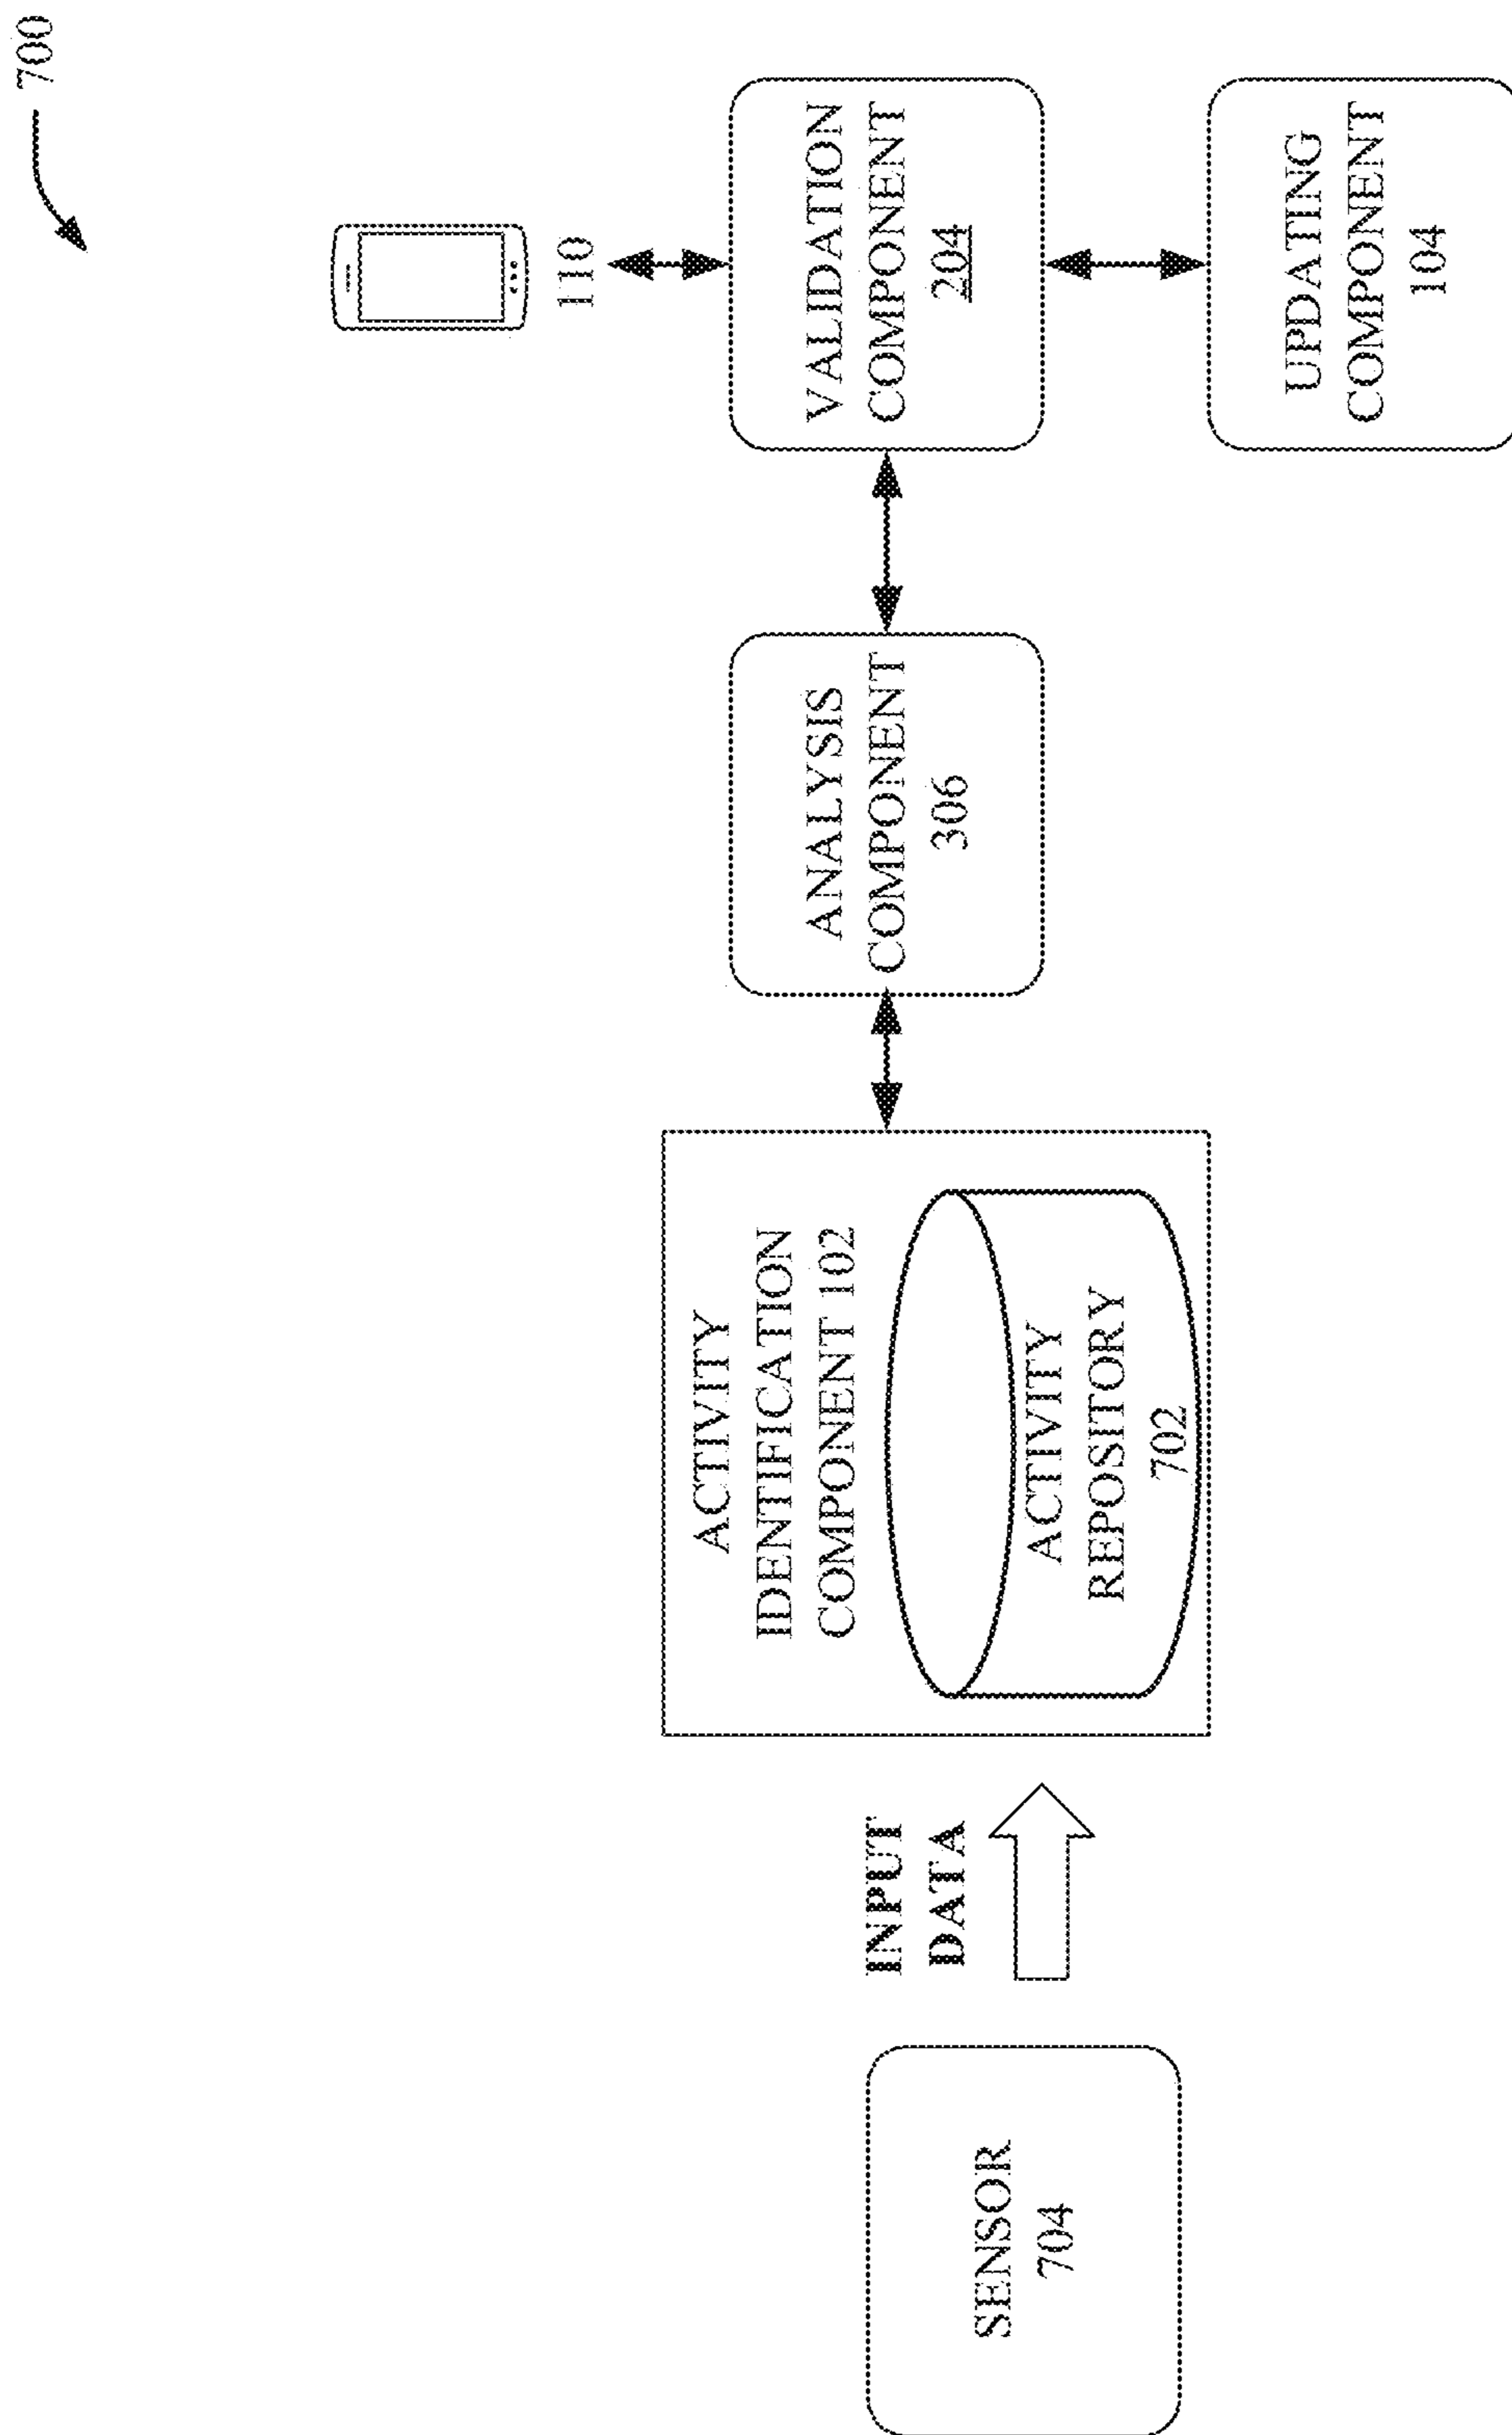 700
110
SENSOR
704
INPUT
DATA
ACTIVITY
IDENTIFICATION
COMPONENT 102
ACTIVITY
REPOSITORY
702
ANALYSIS
COMPONENT
306
VALIDATION
COMPONENT
204
UPDATING
COMPONENT
104